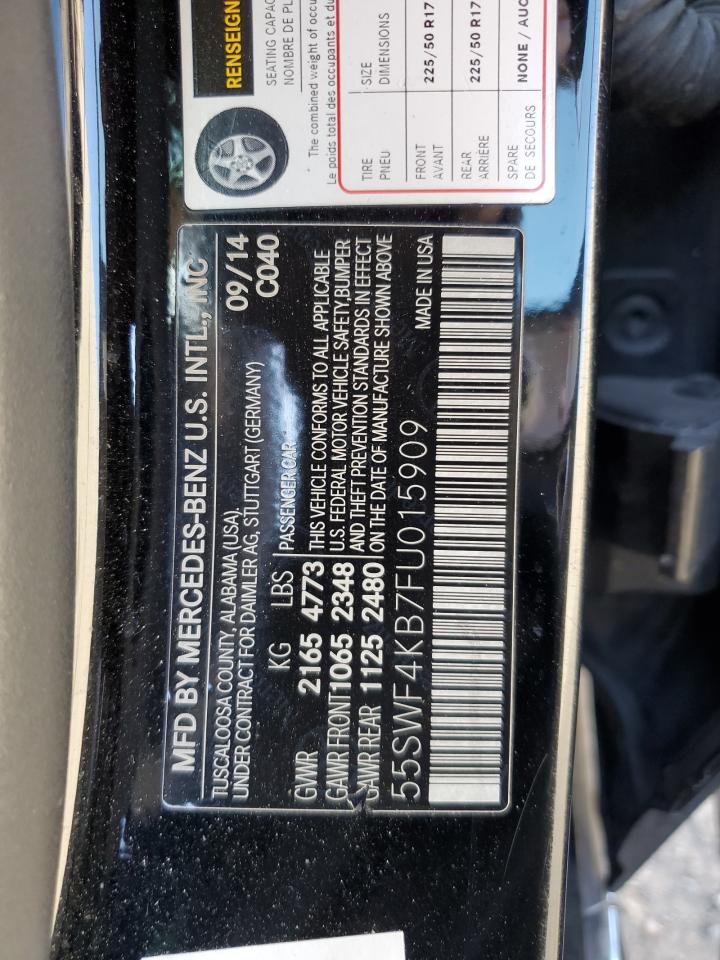 MFD BY MERCEDES-BENZ U.S. INTL., INC
TUSCALOOSA COUNTY, ALABAMA (USA), 09/14
UNDER CONTRACT FOR DAIMLER AG, STUTTGART (GERMANY) C040
KG LBS PASSENGER CAR
GVWR 2165 4773 THIS VEHICLE CONFORMS TO ALL APPLICABLE
GAWR FRONT 1065 2348 U.S. FEDERAL MOTOR VEHICLE SAFETY, BUMPER
GAWR REAR 1125 2480 AND THEFT PREVENTION STANDARDS IN EFFECT
ON THE DATE OF MANUFACTURE SHOWN ABOVE
55SWF4KB7FU015909 MADE IN USA
RENSEIGN
SEATING CAPAC
NOMBRE DE PL
The combined weight of occu
Le poids total des occupants et du
TIRE SIZE
PNEU DIMENSIONS
FRONT 225/50 R17
AVANT
REAR 225/50 R17
ARRIÈRE
SPARE NONE / AUC
DE SECOURS